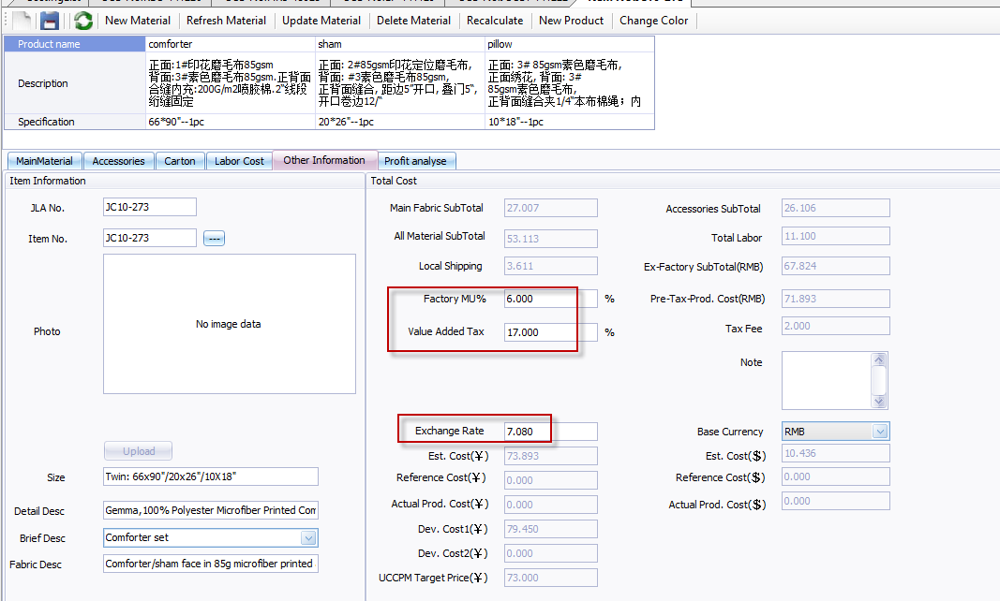 New Material Refresh Material Update Material Delete Material Recalculate New Product Change Color
Product name comforter sham pillow
Description
正面:1#印花磨毛布85gsm
背面:3#素色磨毛布85gsm.正背面
合缝内充:200G/m2喷胶棉.2"线段
绗缝固定
正面: 2#85gsm印花定位磨毛布,
背面: #3素色磨毛布85gsm,
正背面缝合, 距边5"开口, 叠门5",
开口卷边12/"
正面: 3# 85gsm素色磨毛布,
正面绣花, 背面: 3#
85gsm素色磨毛布,
正背面缝合夹1/4"本布棉绳；内
Specification 66*90"--1pc 20*26"--1pc 10*18"--1pc
MainMaterial Accessories Carton Labor Cost Other Information Profit analyse
Item Information
JLA No. JC10-273
Item No. JC10-273 ---
Photo
No image data
Upload
Size Twin: 66x90"/20x26"/10X18"
Detail Desc Gemma,100% Polyester Microfiber Printed Com
Brief Desc Comforter set
Fabric Desc Comforter/sham face in 85g microfiber printed
Total Cost
Main Fabric SubTotal 27.007 Accessories SubTotal 26.106
All Material SubTotal 53.113 Total Labor 11.100
Local Shipping 3.611 Ex-Factory SubTotal(RMB) 67.824
Factory MU% 6.000 % Pre-Tax-Prod. Cost(RMB) 71.893
Value Added Tax 17.000 % Tax Fee 2.000
Note
Exchange Rate 7.080 Base Currency RMB
Est. Cost(¥) 73.893 Est. Cost($) 10.436
Reference Cost(¥) 0.000 Reference Cost($) 0.000
Actual Prod. Cost(¥) 0.000 Actual Prod. Cost($) 0.000
Dev. Cost1(¥) 79.450
Dev. Cost2(¥) 0.000
UCCPM Target Price(¥) 73.000